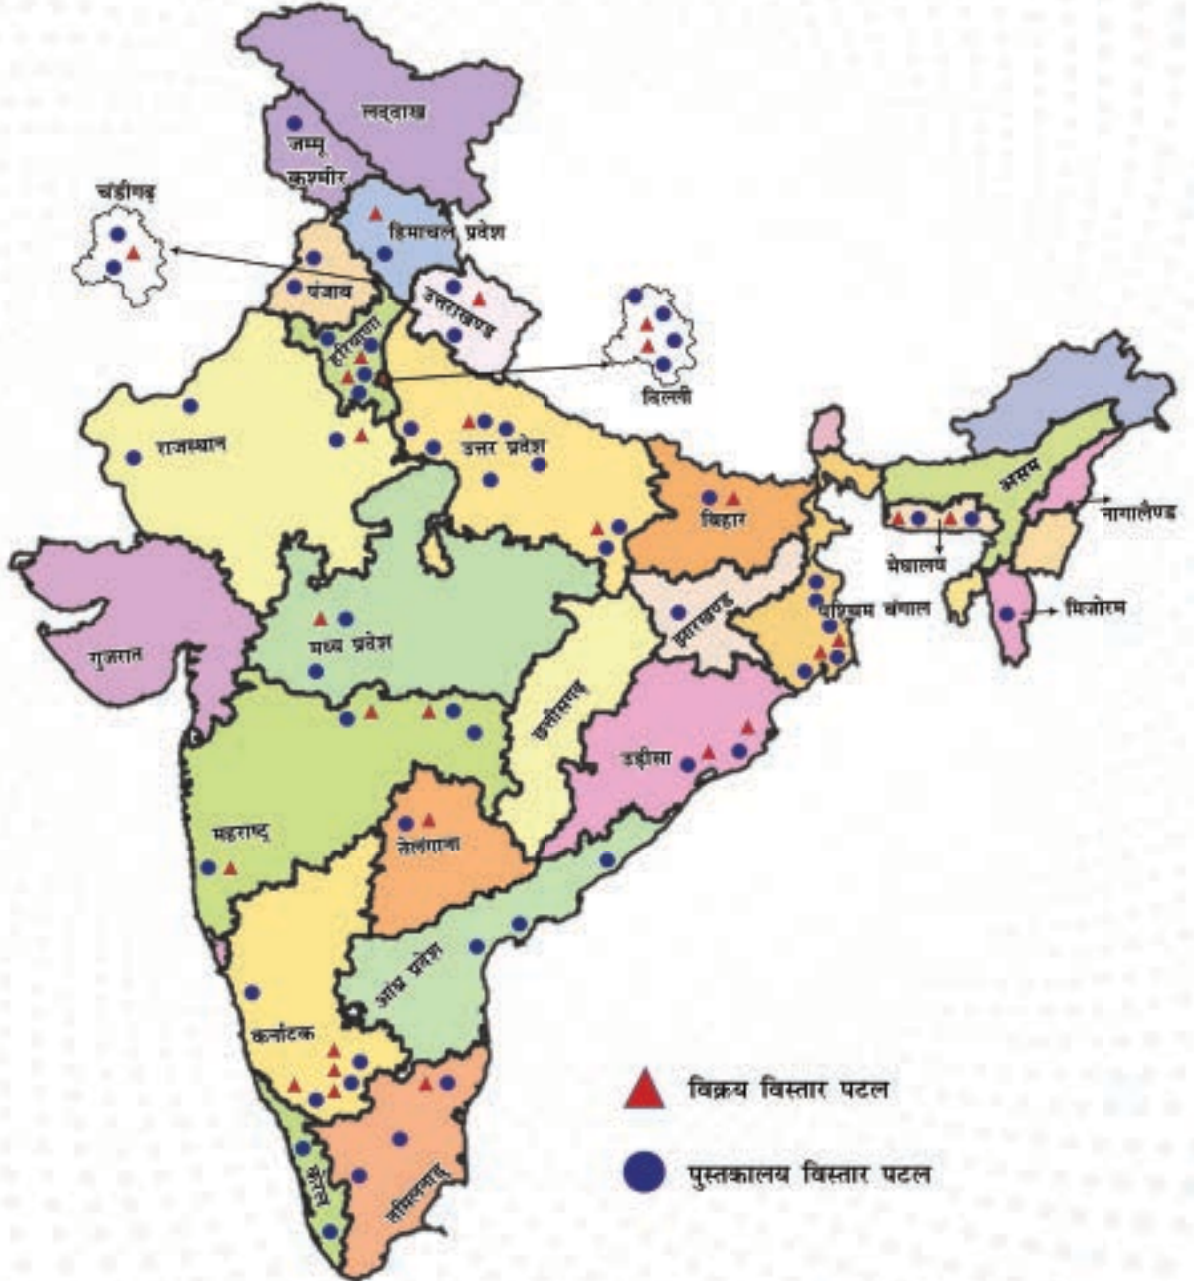 लद्दाख
जम्मू
कश्मीर
चंडीगढ़
हिमाचल प्रदेश
पंजाब
उत्तराखण्ड
हरियाणा
दिल्ली
राजस्थान
उत्तर प्रदेश
असम
बिहार
नागालैण्ड
मेघालय
झारखण्ड
पश्चिम बंगाल
मिजोरम
गुजरात
मध्य प्रदेश
छत्तीसगढ़
उड़ीसा
महराष्ट्र
तेलंगाना
आंध्र प्रदेश
कर्नाटक
केरल
तमिलनाडु
विक्रय विस्तार पटल
पुस्तकालय विस्तार पटल